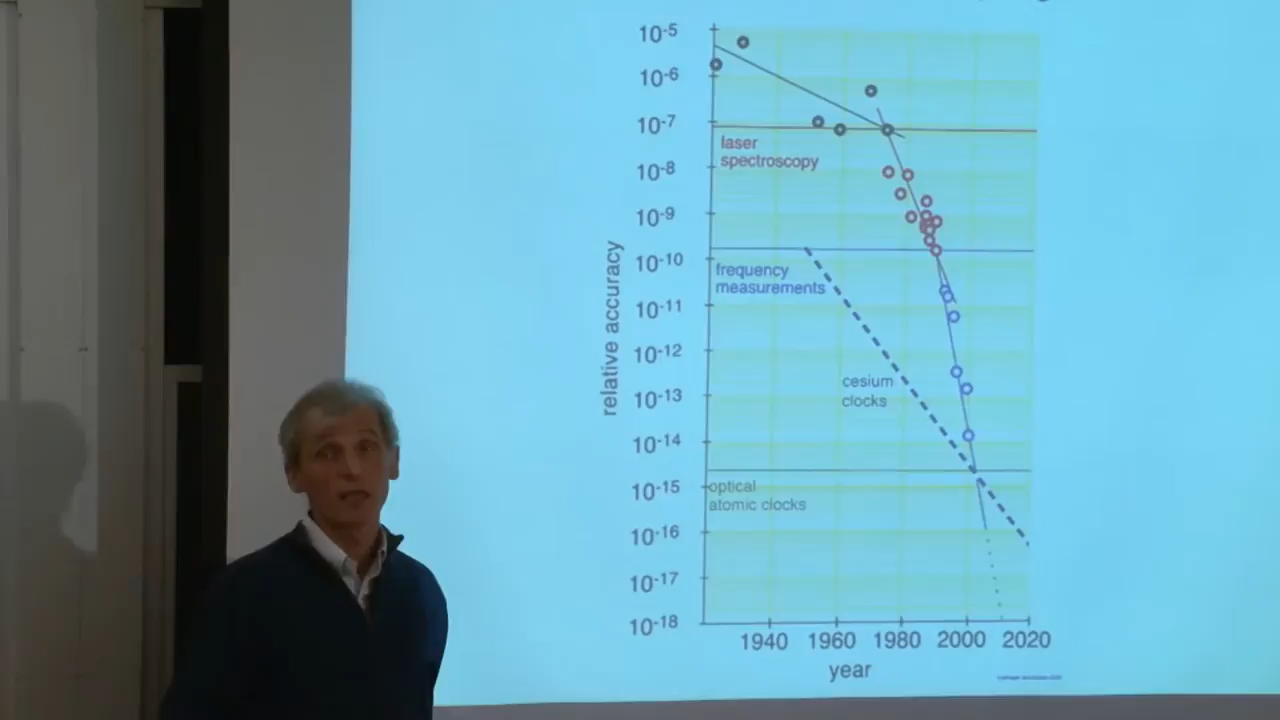 10-5
10-6
10-7
laser
spectroscopy
10-8
10-9
10-10
frequency
measurements
10-11
10-12
cesium
clocks
10-13
10-14
10-15
optical
atomic clocks
10-16
10-17
10-18
relative accuracy
1940 1960 1980 2000 2020
year